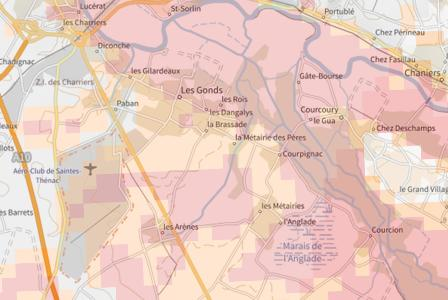 Lucérat
St-Sorlin
Portublé
les Charriers
Diconche
Chez Périneau
Chadignac
Chez Fasillau
les Gilardeaux
Chaniers
Z.I. des Charriers
Gâte-Bourse
Les Gonds
Paban
les Rois
les Dangalys
Courcoury
le Gua
la Brassade
Chez Deschamps
la Métairie des Pères
A10
Courpignac
Aéro Club de Saintes-
Thénac
le Grand Villag
les Barrets
les Métairies
l'Anglade
les Arènes
Courcion
Marais de
l'Anglade